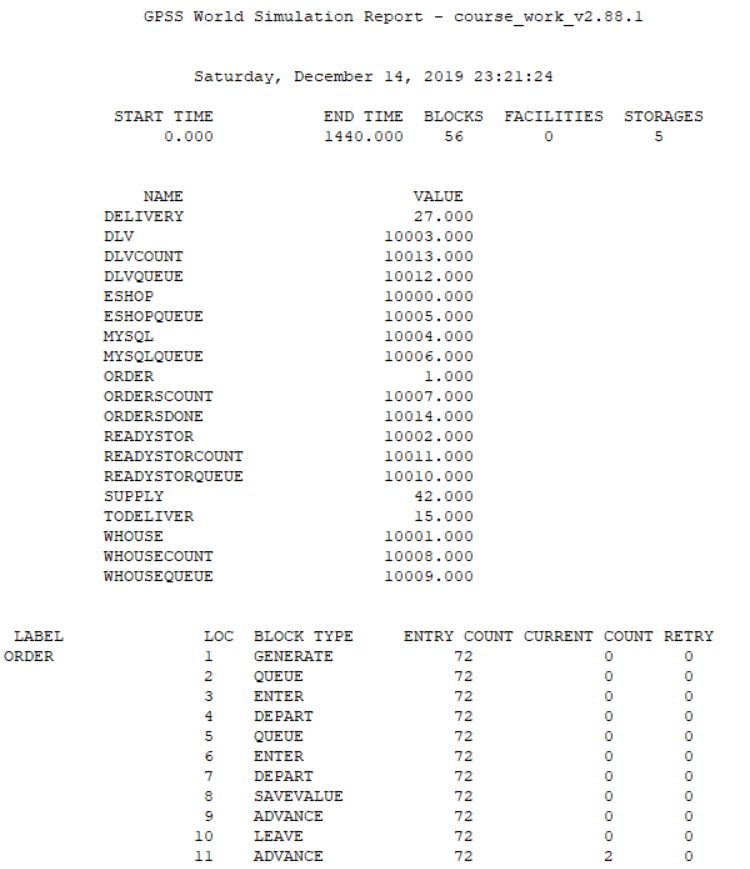 GPSS World Simulation Report - course_work_v2.88.1
Saturday, December 14, 2019 23:21:24
START TIME END TIME BLOCKS FACILITIES STORAGES
0.000 1440.000 56 0 5
NAME VALUE
DELIVERY 27.000
DLV 10003.000
DLVCOUNT 10013.000
DLVQUEUE 10012.000
ESHOP 10000.000
ESHOPQUEUE 10005.000
MYSQL 10004.000
MYSQLQUEUE 10006.000
ORDER 1.000
ORDERSCOUNT 10007.000
ORDERSDONE 10014.000
READYSTOR 10002.000
READYSTORCOUNT 10011.000
READYSTORQUEUE 10010.000
SUPPLY 42.000
TODELIVER 15.000
WHOUSE 10001.000
WHOUSECOUNT 10008.000
WHOUSEQUEUE 10009.000
LABEL LOC BLOCK TYPE ENTRY COUNT CURRENT COUNT RETRY
ORDER 1 GENERATE 72 0 0
2 QUEUE 72 0 0
3 ENTER 72 0 0
4 DEPART 72 0 0
5 QUEUE 72 0 0
6 ENTER 72 0 0
7 DEPART 72 0 0
8 SAVEVALUE 72 0 0
9 ADVANCE 72 0 0
10 LEAVE 72 0 0
11 ADVANCE 72 2 0